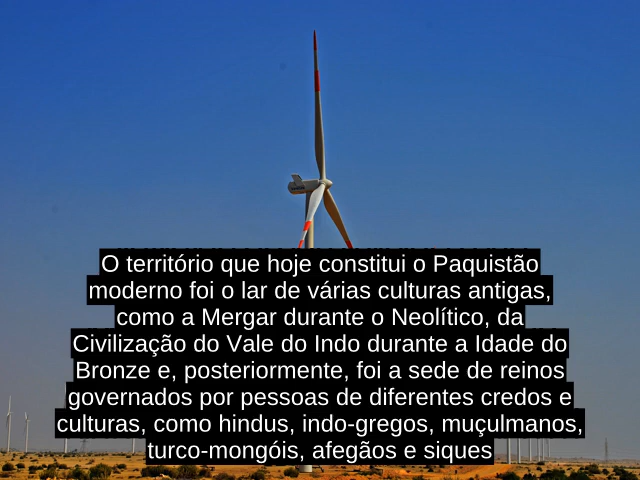 O território que hoje constitui o Paquistão
moderno foi o lar de várias culturas antigas,
como a Mergar durante o Neolítico, da
Civilização do Vale do Indo durante a Idade do
Bronze e, posteriormente, foi a sede de reinos
governados por pessoas de diferentes credos e
culturas, como hindus, indo-gregos, muçulmanos,
turco-mongóis, afegãos e siques